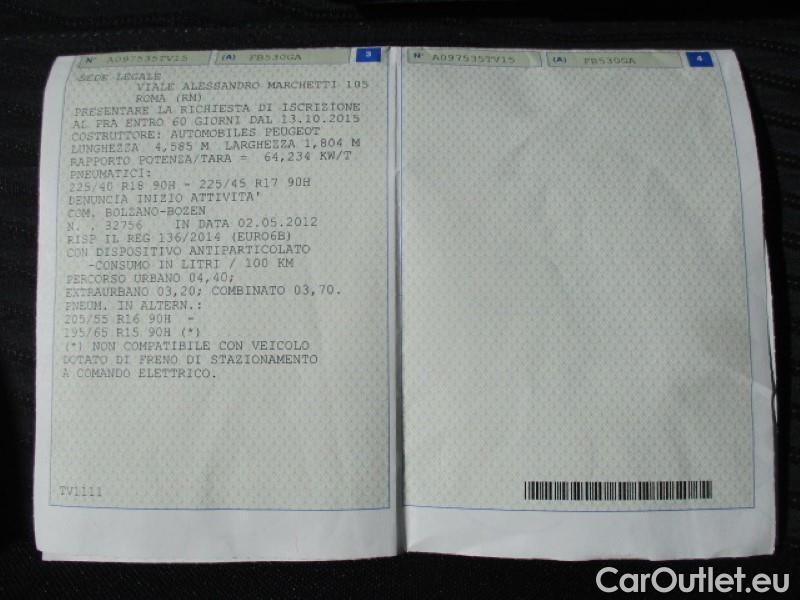 N° A097535TV15 (A) FB530GA 3
SEDE LEGALE
VIALE ALESSANDRO MARCHETTI 105
ROMA (RM)
PRESENTARE LA RICHIESTA DI ISCRIZIONE
AL PRA ENTRO 60 GIORNI DAL 13.10.2015
COSTRUTTORE: AUTOMOBILES PEUGEOT
LUNGHEZZA 4,585 M LARGHEZZA 1,804 M
RAPPORTO POTENZA/TARA = 64,234 KW/T
PNEUMATICI:
225/40 R18 90H - 225/45 R17 90H
DENUNCIA INIZIO ATTIVITA'
COM. BOLZANO-BOZEN
N. . 32756 IN DATA 02.05.2012
RISP IL REG 136/2014 (EURO6B)
CON DISPOSITIVO ANTIPARTICOLATO
-CONSUMO IN LITRI / 100 KM
PERCORSO URBANO 04,40;
EXTRAURBANO 03,20; COMBINATO 03,70.
PNEUM. IN ALTERN.:
205/55 R16 90H -
195/65 R15 90H (*)
(*) NON COMPATIBILE CON VEICOLO
DOTATO DI FRENO DI STAZIONAMENTO
A COMANDO ELETTRICO.
TV1111
N° A097535TV15 (A) FB530GA 4
CarOutlet.eu